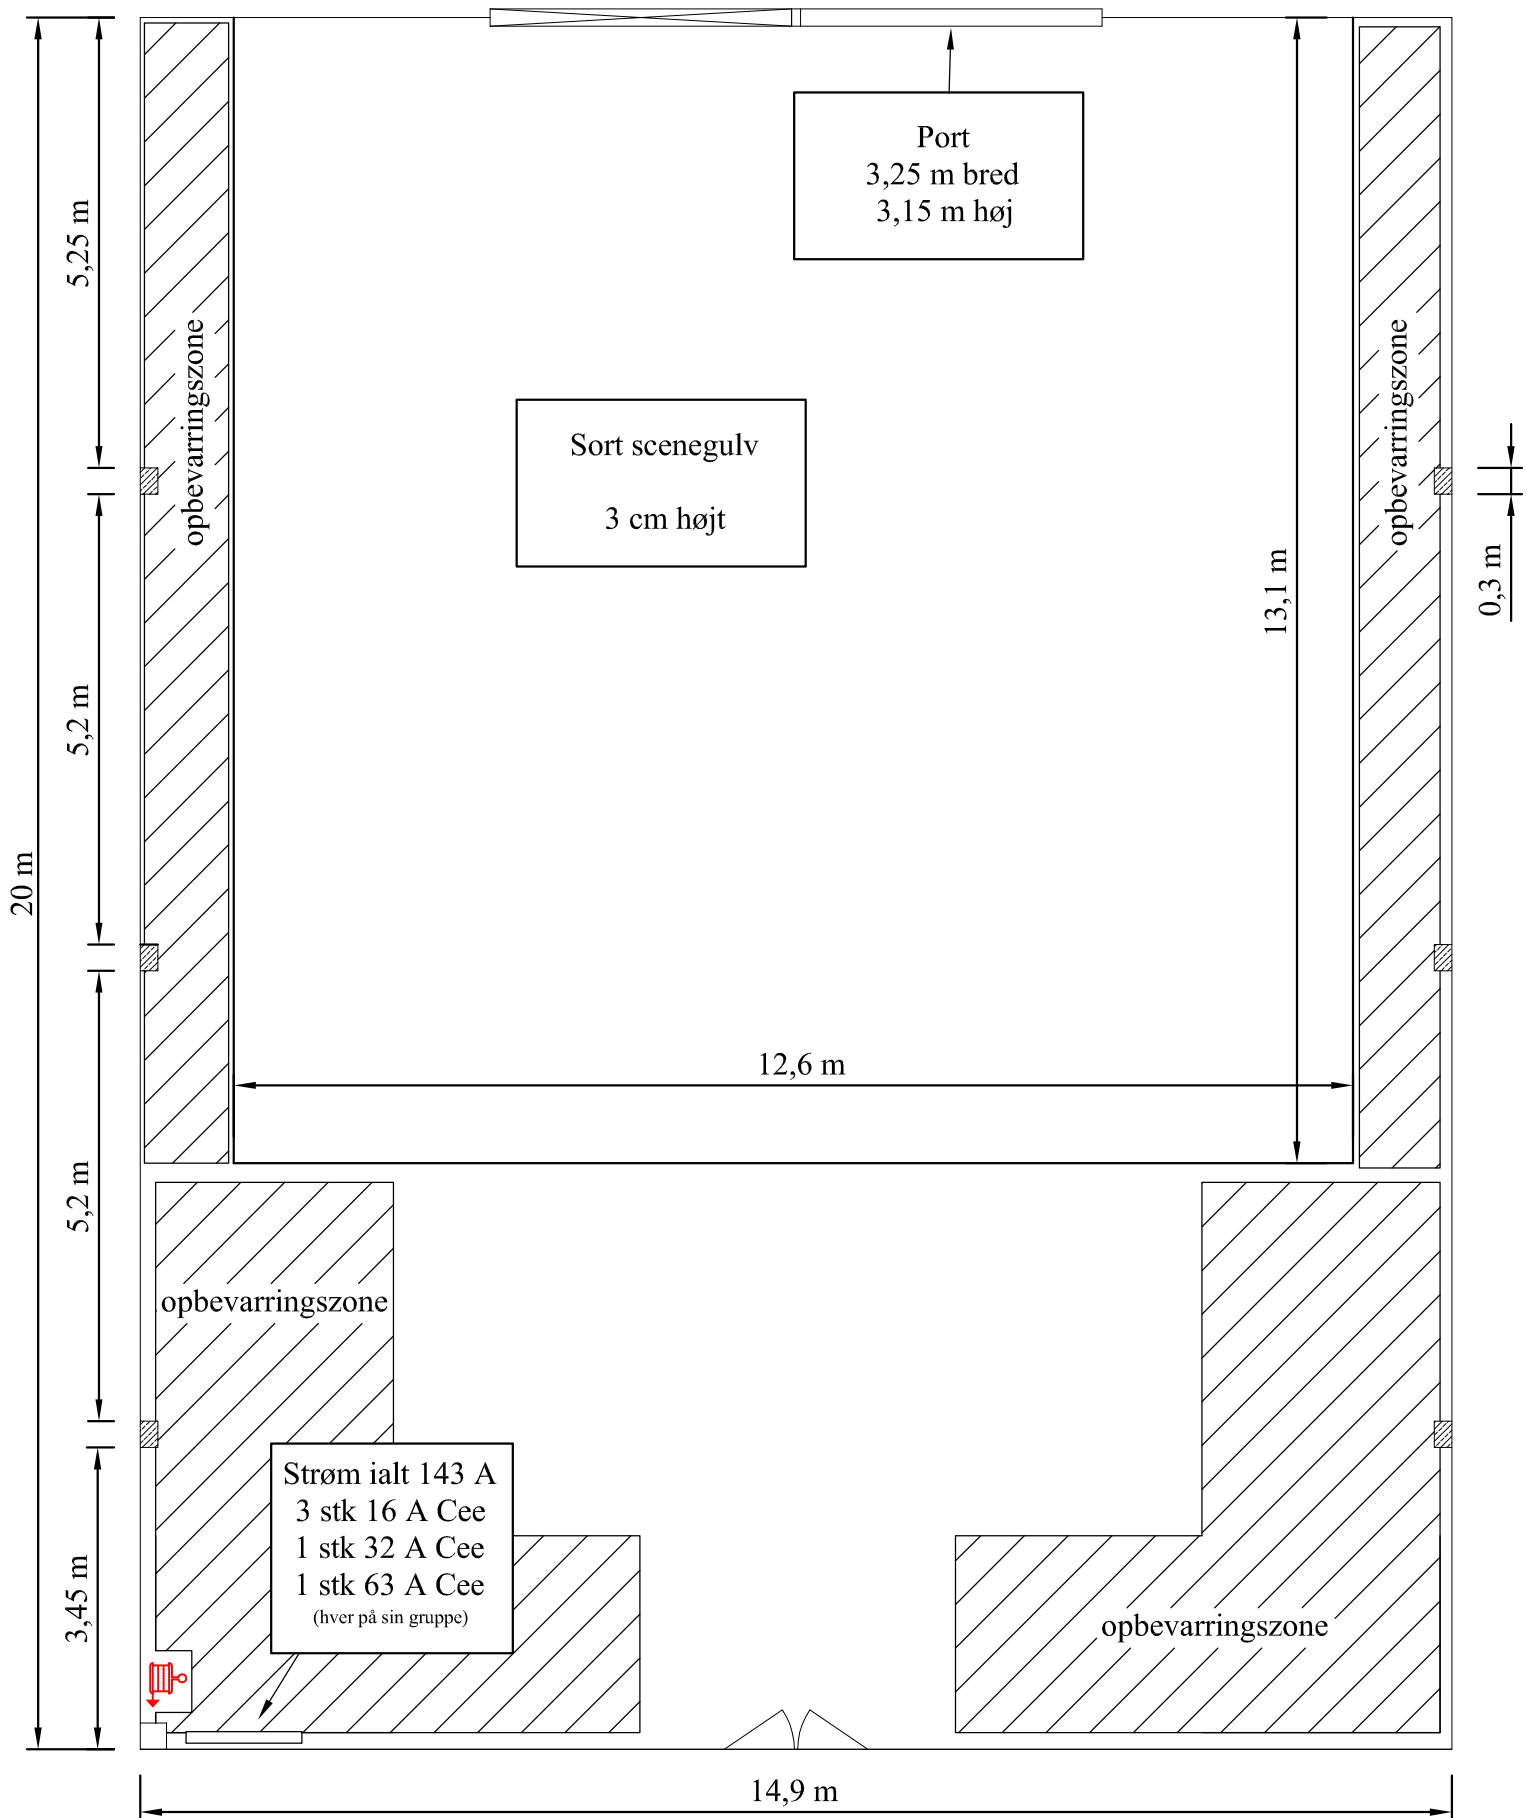 Port
3,25 m bred
3,15 m høj
5,25 m
opbevarringszone
opbevarringszone
Sort scenegulv
3 cm højt
0,3 m
13,1 m
5,2 m
20 m
12,6 m
5,2 m
opbevarringszone
Strøm ialt 143 A
3 stk 16 A Cee
1 stk 32 A Cee
1 stk 63 A Cee
(hver på sin gruppe)
3,45 m
opbevarringszone
14,9 m